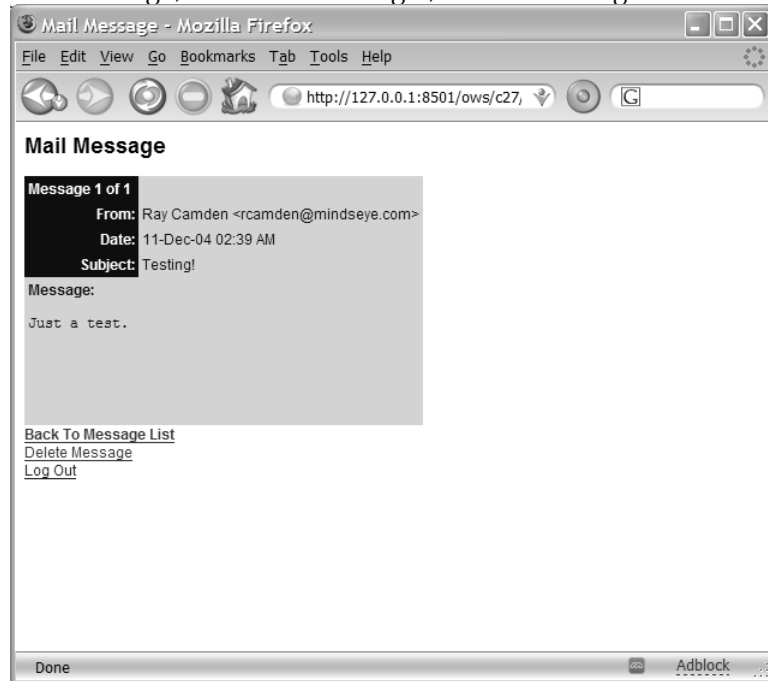 Mail Message - Mozilla Firefox
File Edit View Go Bookmarks Tab Tools Help
http://127.0.0.1:8501/ows/c27, G
Mail Message
Message 1 of 1
From: Ray Camden <rcamden@mindseye.com>
Date: 11-Dec-04 02:39 AM
Subject: Testing!
Message:
Just a test.
Back To Message List
Delete Message
Log Out
Done Adblock